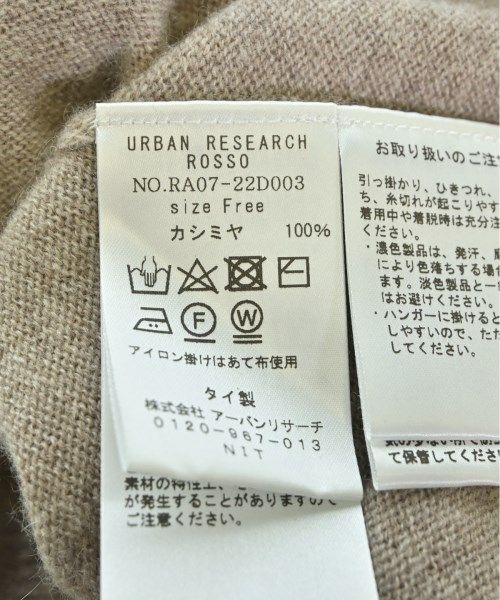 URBAN RESEARCH
ROSSO
NO.RA07-22D003
size Free
カシミヤ 100%
F W
アイロン掛けはあて布使用
タイ製
株式会社 アーバンリサーチ
0120-967-013
NIT
素材の特性上、
が発生することがありますので
ご注意ください。
お取り扱いのご注
引っ掛かり、ひきつれ、
ち、糸切れが起こりやす
着用中や着脱時は充分注
ください。
・濃色製品は、発汗、
により色落ちする場
ます。淡色製品と一
はお避けください。
・ハンガーに掛けると
しやすいので、たた
してください。
て保管してください。